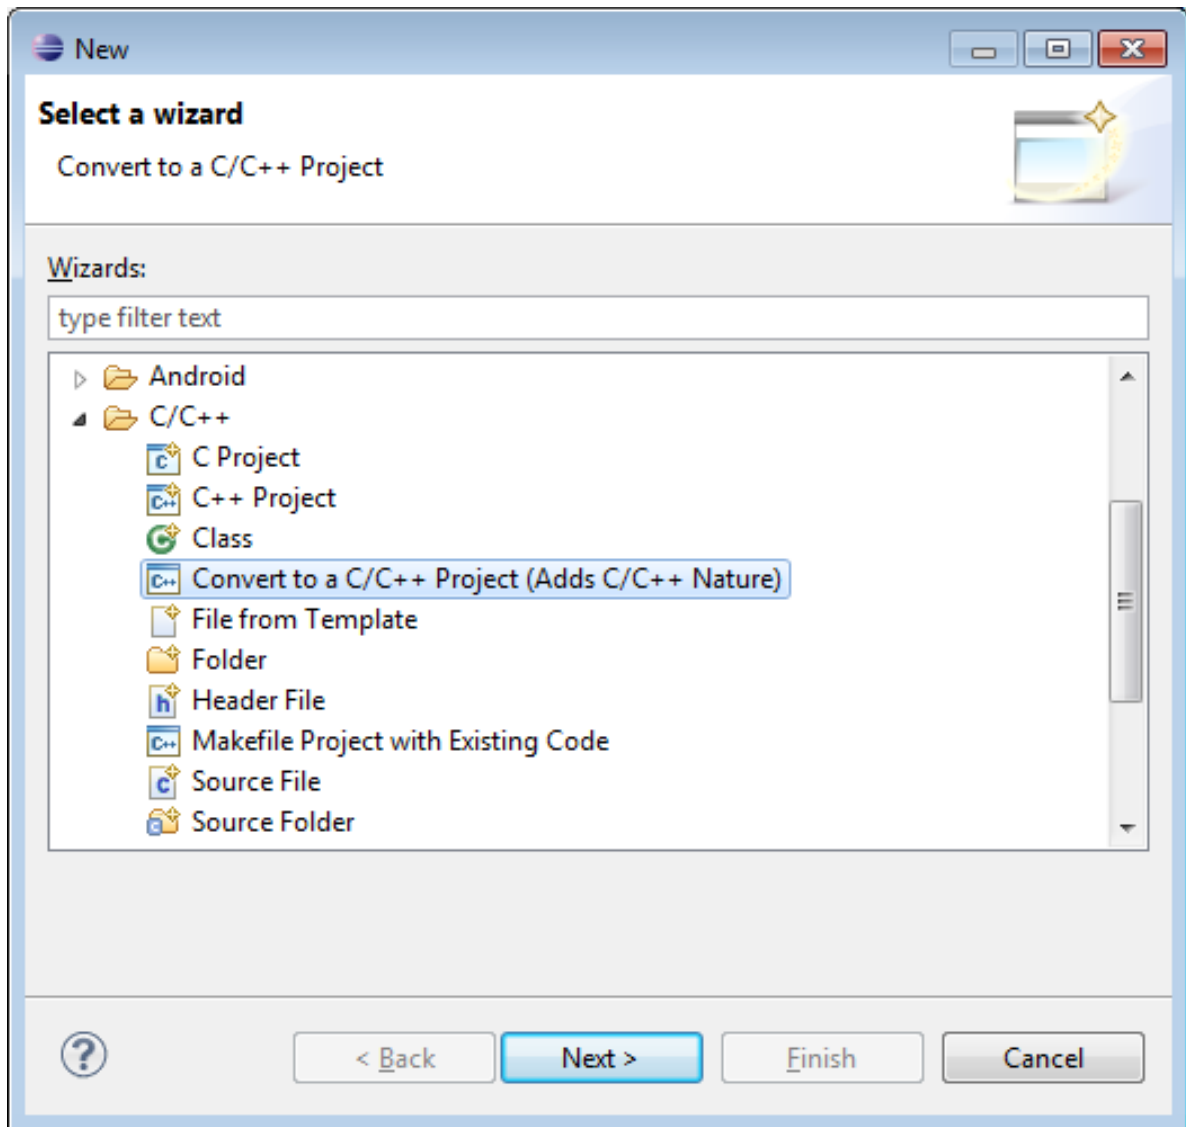 New
Select a wizard
Convert to a C/C++ Project
Wizards:
type filter text
Android
C/C++
C Project
C++ Project
Class
Convert to a C/C++ Project (Adds C/C++ Nature)
File from Template
Folder
Header File
Makefile Project with Existing Code
Source File
Source Folder
< Back Next > Finish Cancel